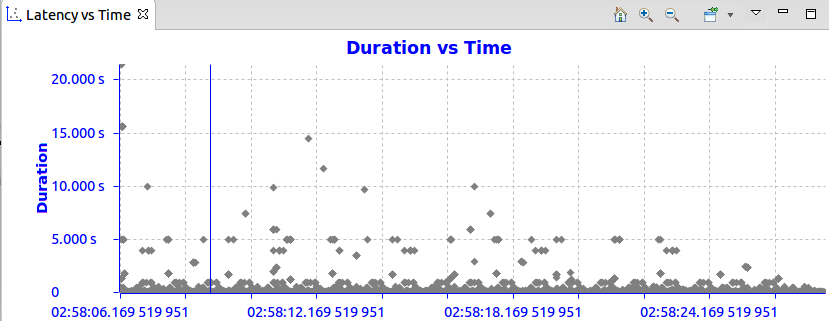 Latency vs Time
Duration vs Time
20.000 s
15.000 s
10.000 s
5.000 s
0
Duration
02:58:06.169 519 951
02:58:12.169 519 951
02:58:18.169 519 951
02:58:24.169 519 951